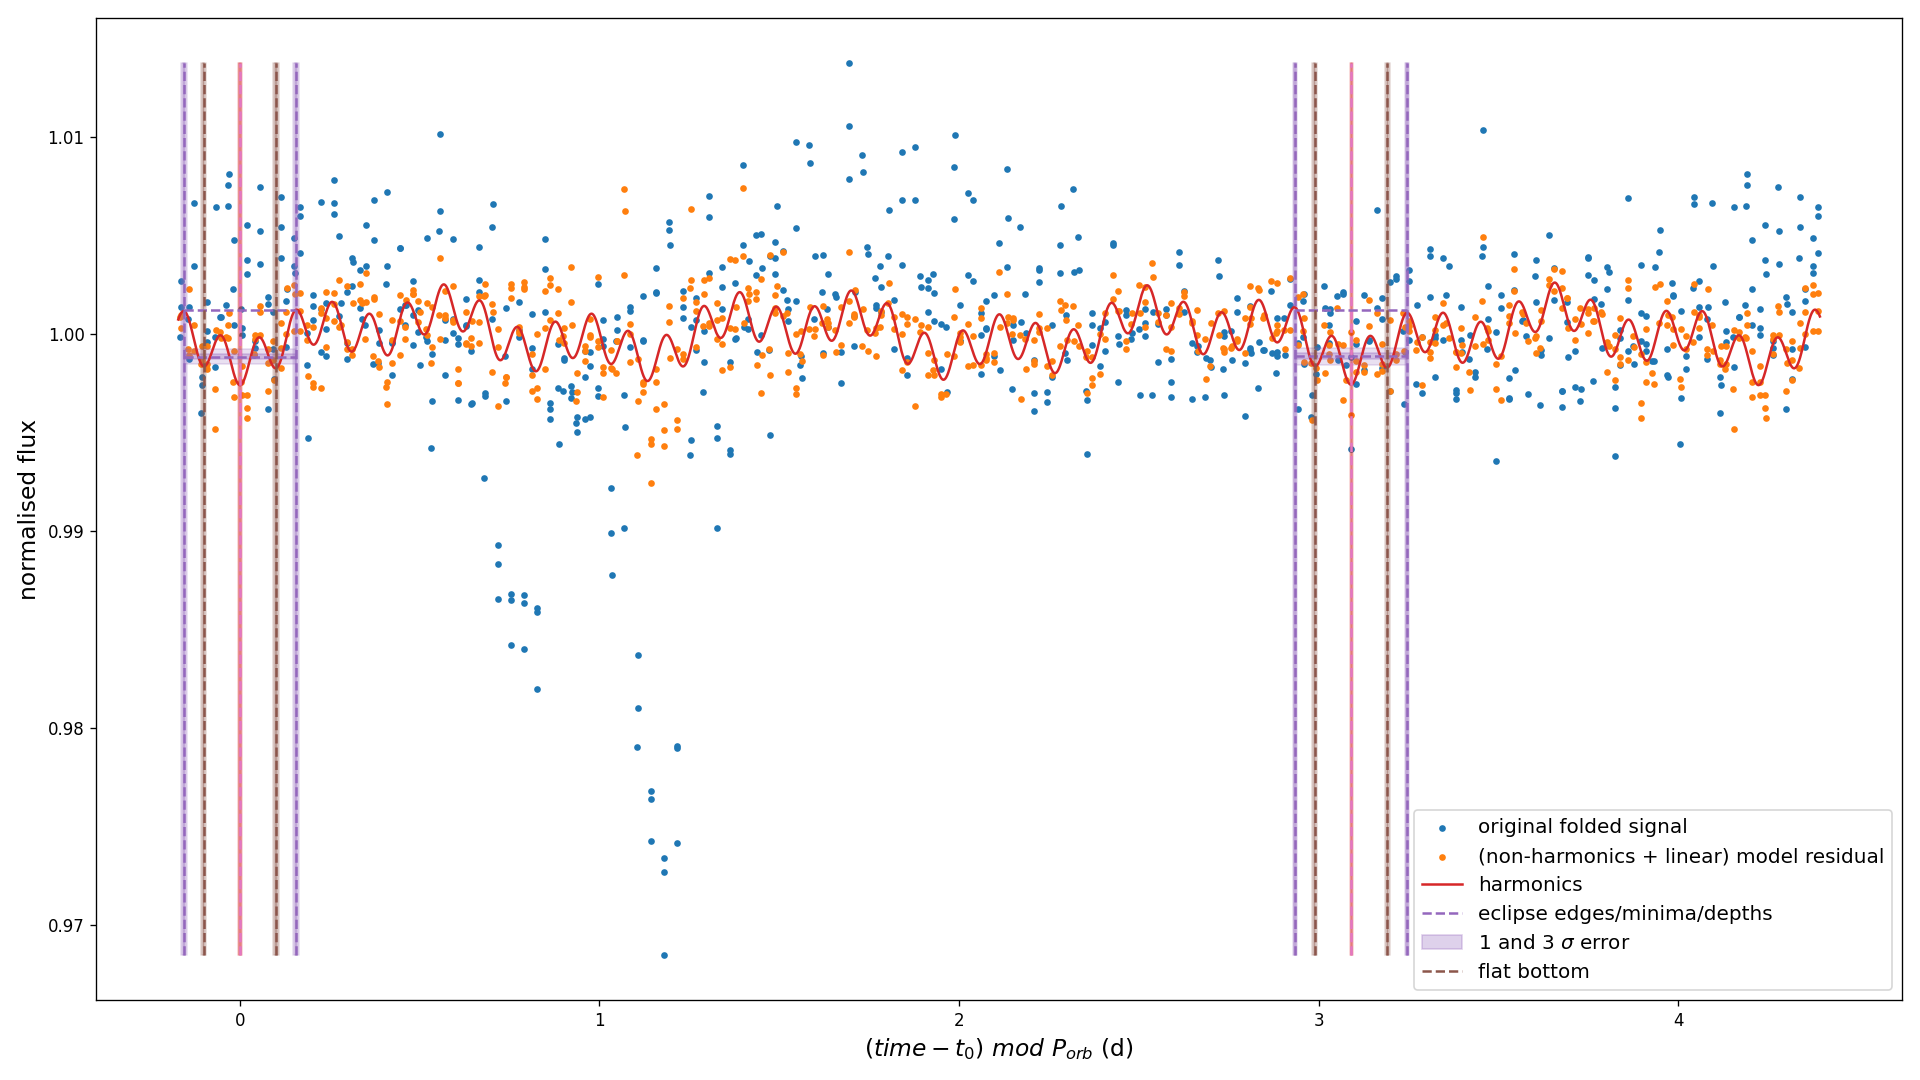 normalised flux
1.01
1.00
0.99
0.98
0.97
0
1
2
3
4
(time − t₀) mod P_orb (d)
original folded signal
(non-harmonics + linear) model residual
harmonics
eclipse edges/minima/depths
1 and 3 σ error
flat bottom